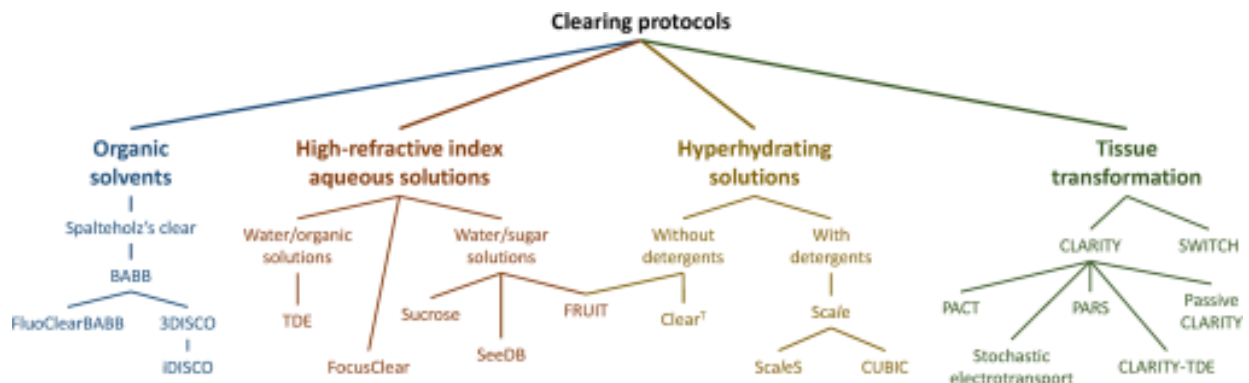 Clearing protocols
Organic
solvents
High-refractive index
aqueous solutions
Hyperhydrating
solutions
Tissue
transformation
Spalteholz's clear
Water/organic
solutions
Water/sugar
solutions
Without
detergents
With
detergents
CLARITY
SWITCH
BABB
FluoClearBABB
3DISCO
iDISCO
TDE
FocusClear
Sucrose
SeeDB
FRUIT
Clearᵀ
Scale
ScaleS
CUBIC
PACT
Stochastic
electrotransport
PARS
CLARITY-TDE
Passive
CLARITY